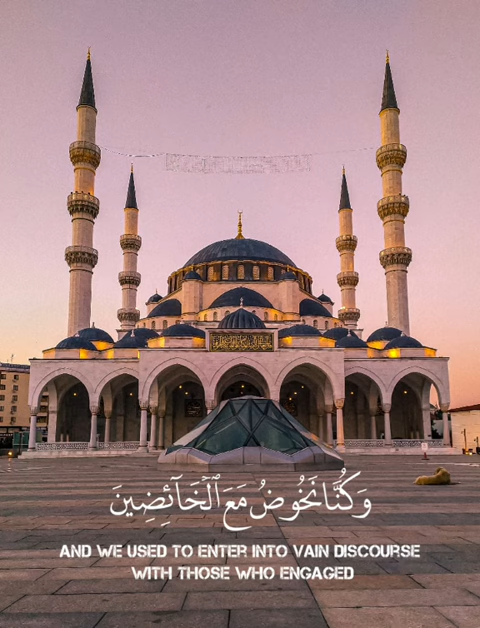 وَكُنَّا نَخُوضُ مَعَ ٱلْخَآئِضِينَ
AND WE USED TO ENTER INTO VAIN DISCOURSE
WITH THOSE WHO ENGAGED